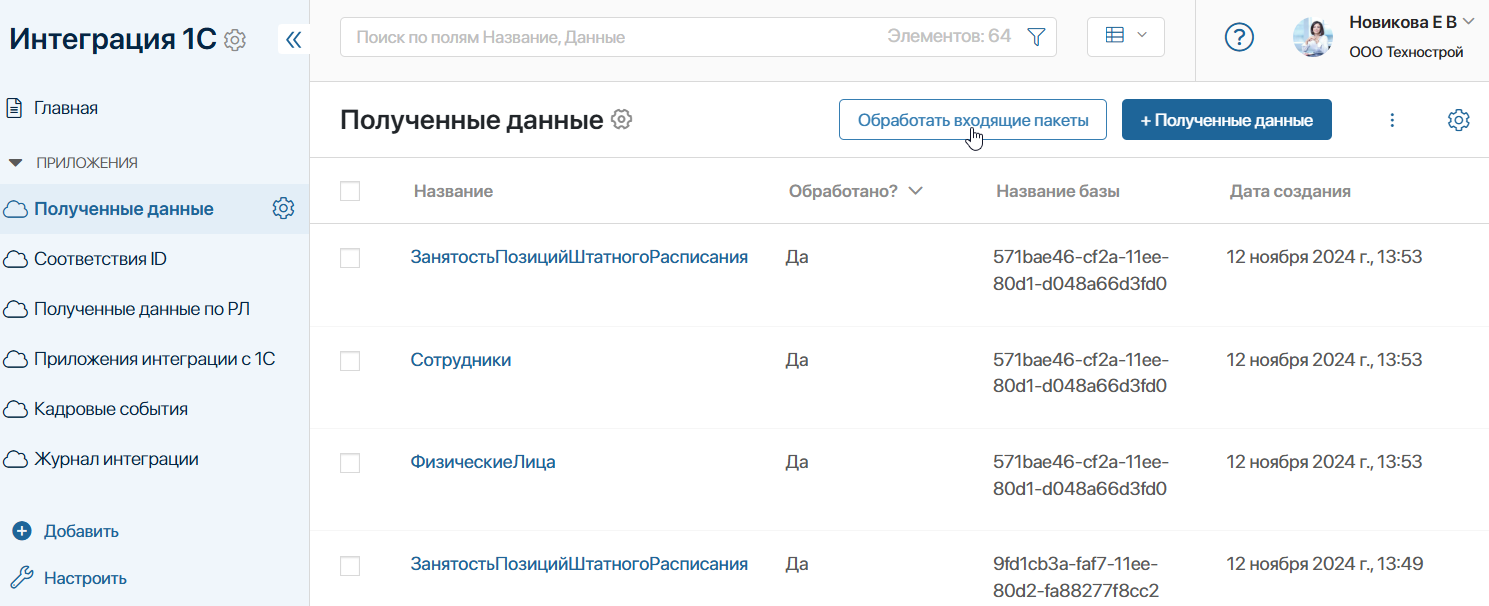 Интеграция 1С
Поиск по полям Название, Данные
Элементов: 64
?
Новикова Е В
ООО Технострой
Главная
ПРИЛОЖЕНИЯ
Полученные данные
Соответствия ID
Полученные данные по РЛ
Приложения интеграции с 1С
Кадровые события
Журнал интеграции
Добавить
Настроить
Полученные данные
Обработать входящие пакеты
+ Полученные данные
Название Обработано? Название базы Дата создания
ЗанятостьПозицийШтатногоРасписания Да 571bae46-cf2a-11ee- 12 ноября 2024 г., 13:53
80d1-d048a66d3fd0
Сотрудники Да 571bae46-cf2a-11ee- 12 ноября 2024 г., 13:53
80d1-d048a66d3fd0
ФизическиеЛица Да 571bae46-cf2a-11ee- 12 ноября 2024 г., 13:53
80d1-d048a66d3fd0
ЗанятостьПозицийШтатногоРасписания Да 9fd1cb3a-faf7-11ee- 12 ноября 2024 г., 13:49
80d2-fa88277f8cc2